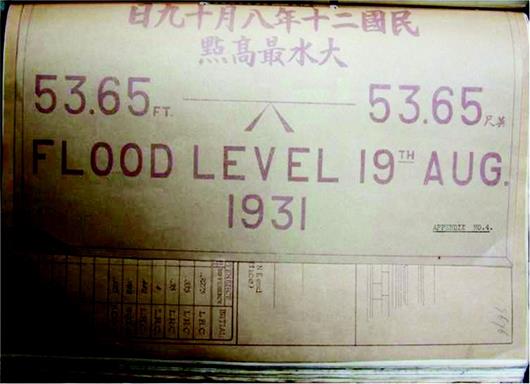 民國二十年八月十九日
大水最高點
53.65 FT. 53.65 英尺
FLOOD LEVEL 19TH AUG.
1931
APPENDIX NO.4.
INITIAL
L.H.C
L.H.C
L.H.C